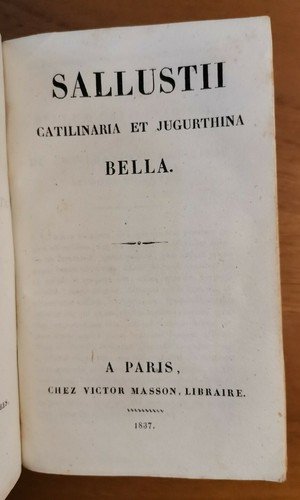 SALLUSTII
CATILINARIA ET JUGURTHINA
BELLA.
A PARIS,
CHEZ VICTOR MASSON, LIBRAIRE.
1837.